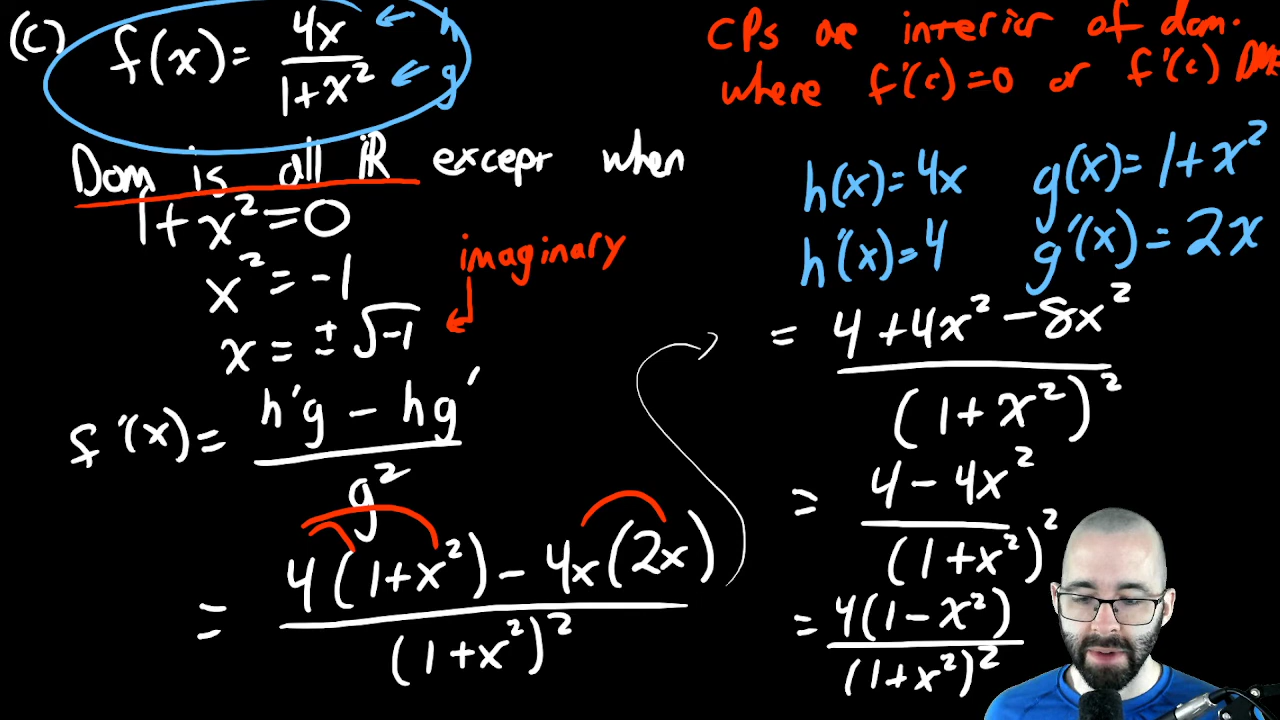 (c) f(x) = 4x / 1+x² ← h ← g
Dom is all ℝ except when
1+x²=0
x² = -1
x = ±√-1
imaginary
f'(x) = h'g - hg' / g²
= 4(1+x²) - 4x(2x) / (1+x²)²
CPs are interior of dom.
where f'(c)=0 or f'(c) DNE
h(x)=4x g(x)=1+x²
h'(x)=4 g'(x)=2x
= 4+4x²-8x² / (1+x²)²
= 4-4x² / (1+x²)²
= 4(1-x²) / (1+x²)²